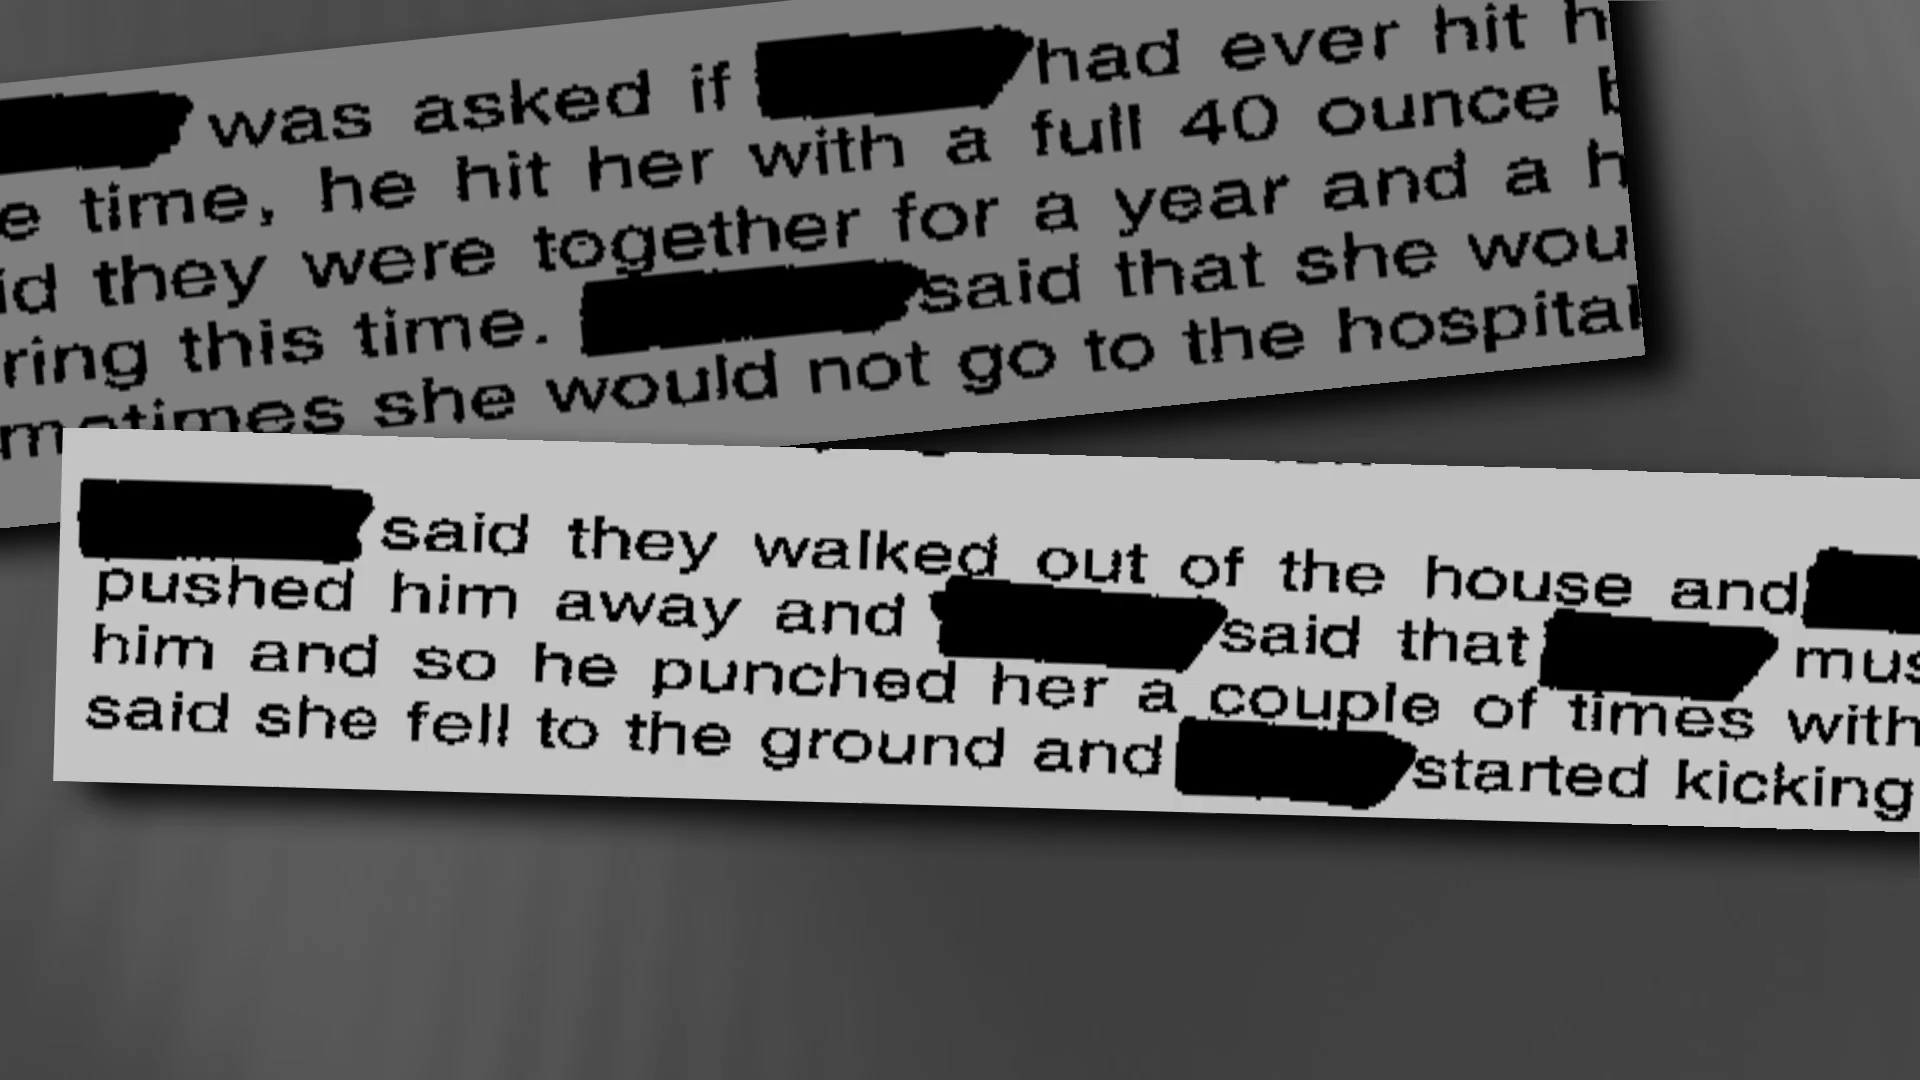 was asked if had ever hit h
e time, he hit her with a full 40 ounce
id they were together for a year and a h
ring this time. said that she wou
metimes she would not go to the hospital
said they walked out of the house and
pushed him away and said that mus
him and so he punched her a couple of times with
said she fell to the ground and started kicking